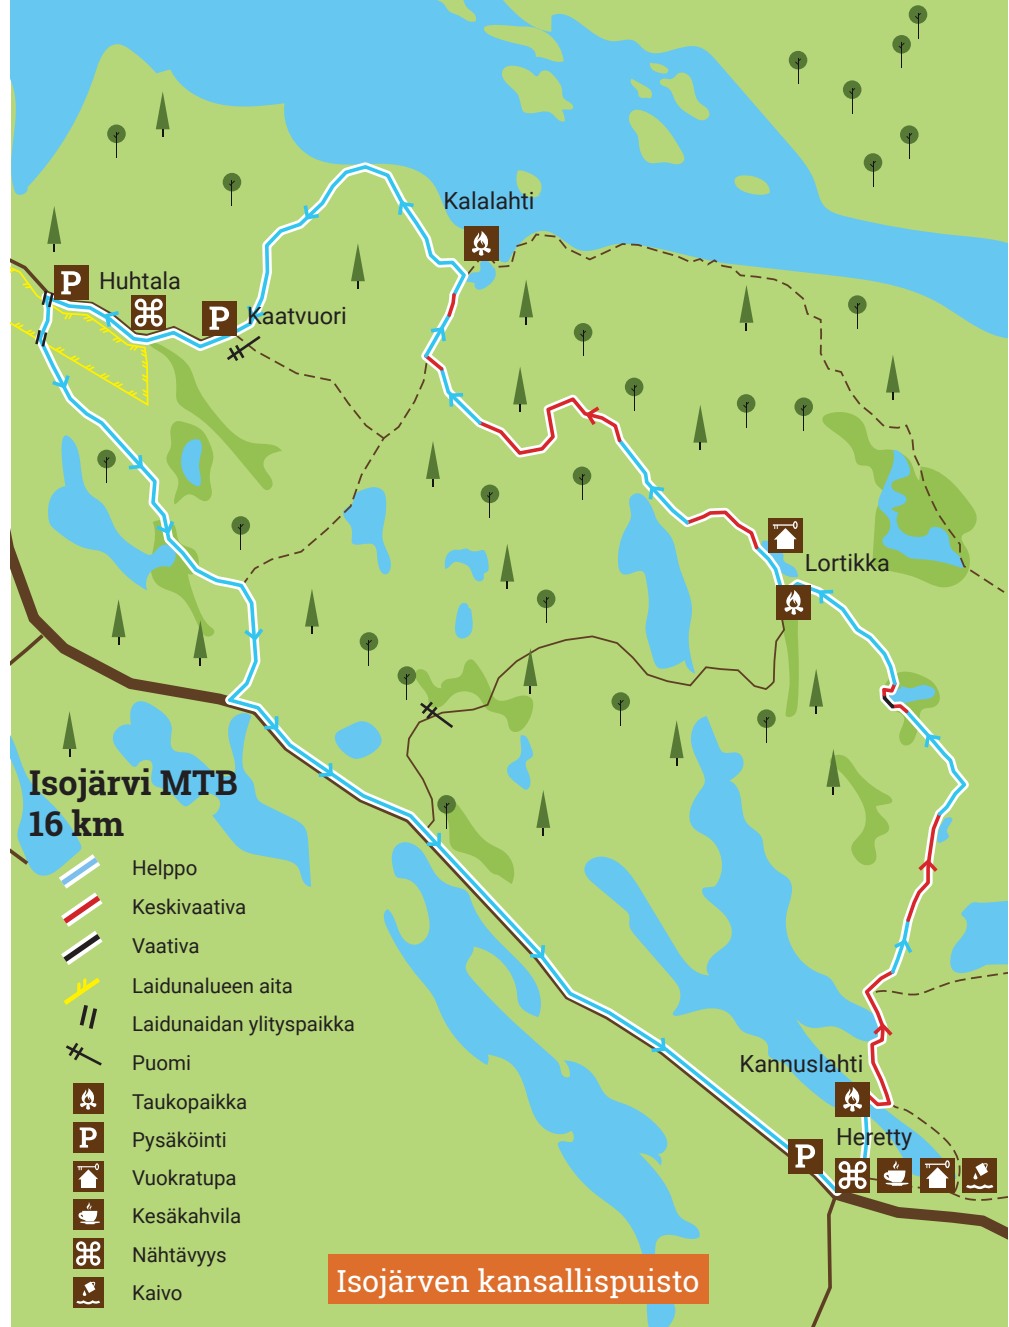 Kalalahti
P
Huhtala
P
Kaatvuori
Lortikka
Isojärvi MTB
16 km
Helppo
Keskivaativa
Vaativa
Laidunalueen aita
Laidunaidan ylityspaikka
Puomi
Taukopaikka
P
Pysäköinti
Vuokratupa
Kesäkahvila
Nähtävyys
Kaivo
Kannuslahti
Heretty
P
Isojärven kansallispuisto